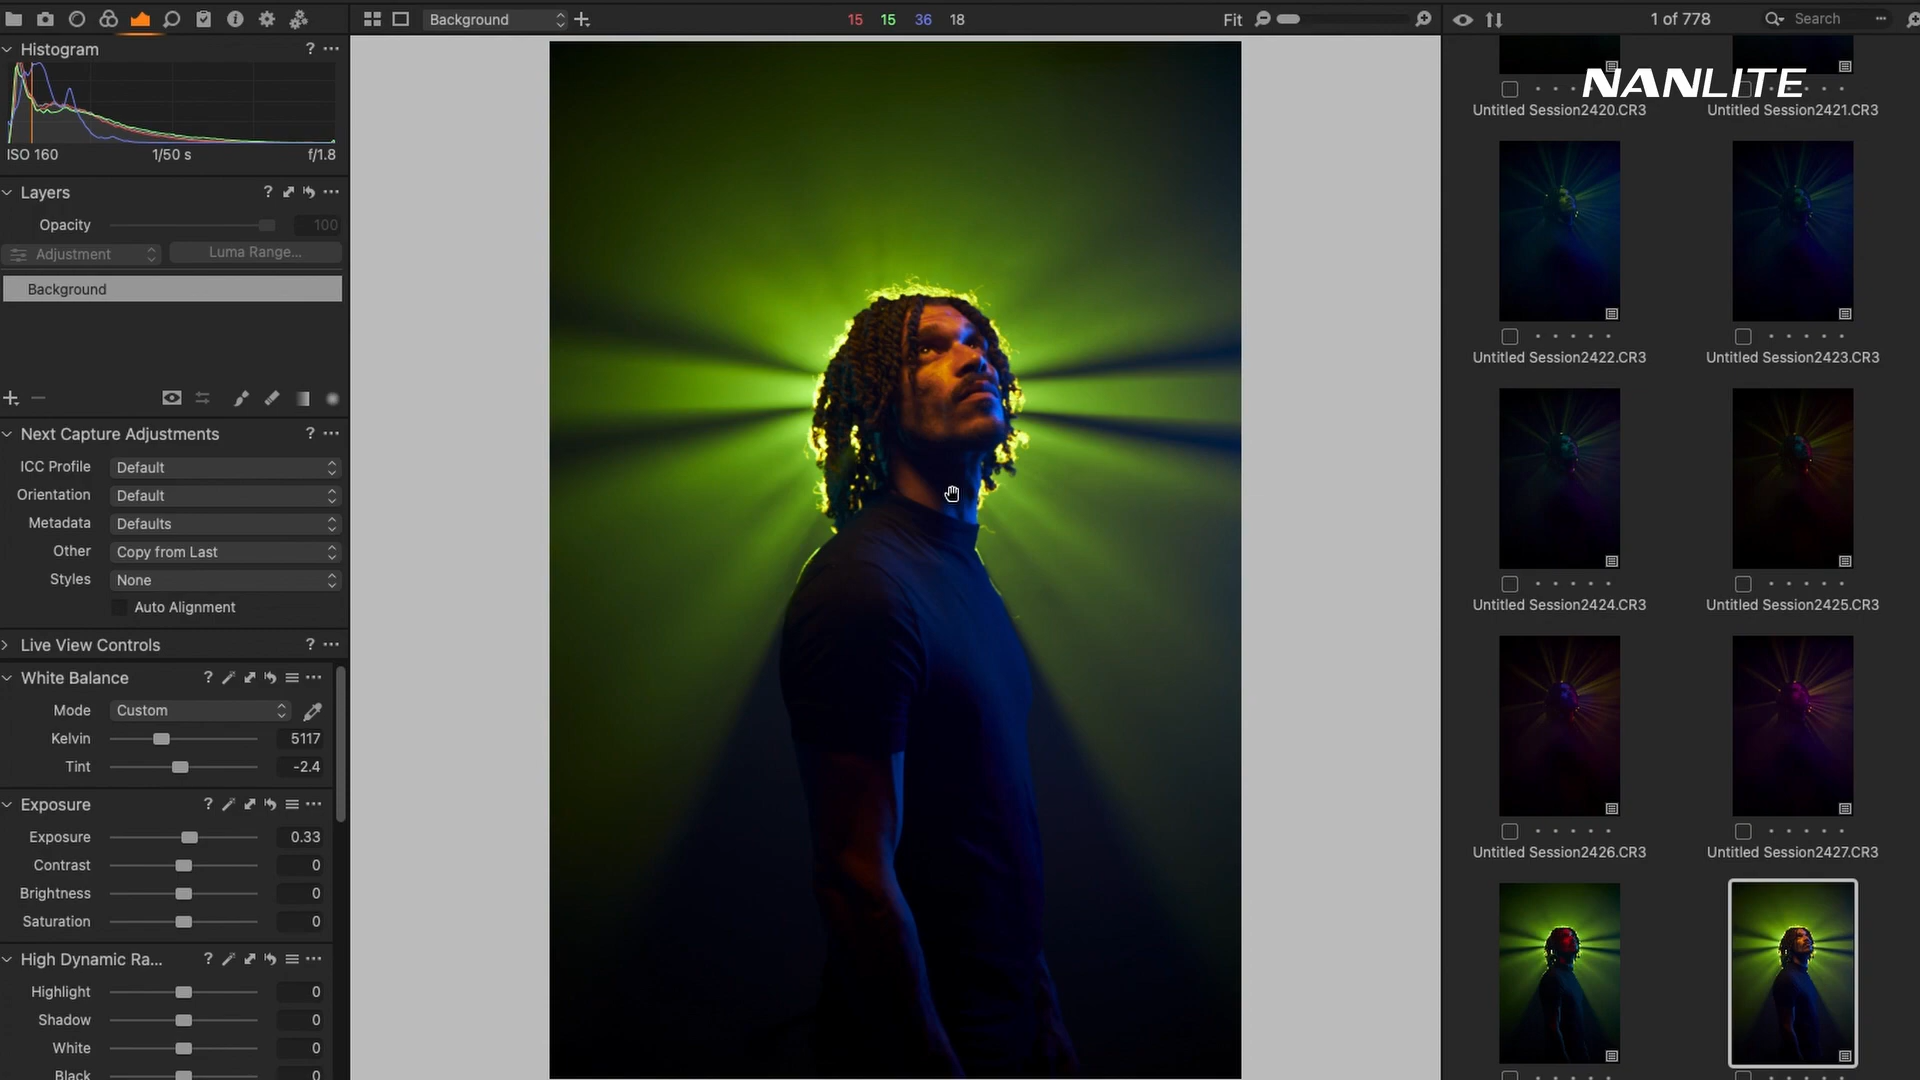 Background
15 15 36 18
Fit
1 of 778
Search
Histogram
ISO 160 1/50 s f/1.8
Layers
Opacity 100
Adjustment Luma Range...
Background
Next Capture Adjustments
ICC Profile Default
Orientation Default
Metadata Defaults
Other Copy from Last
Styles None
Auto Alignment
Live View Controls
White Balance
Mode Custom
Kelvin 5117
Tint -2.4
Exposure
Exposure 0.33
Contrast 0
Brightness 0
Saturation 0
High Dynamic Ra...
Highlight 0
Shadow 0
White 0
Black 0
NANLITE
Untitled Session2420.CR3 Untitled Session2421.CR3
Untitled Session2422.CR3 Untitled Session2423.CR3
Untitled Session2424.CR3 Untitled Session2425.CR3
Untitled Session2426.CR3 Untitled Session2427.CR3